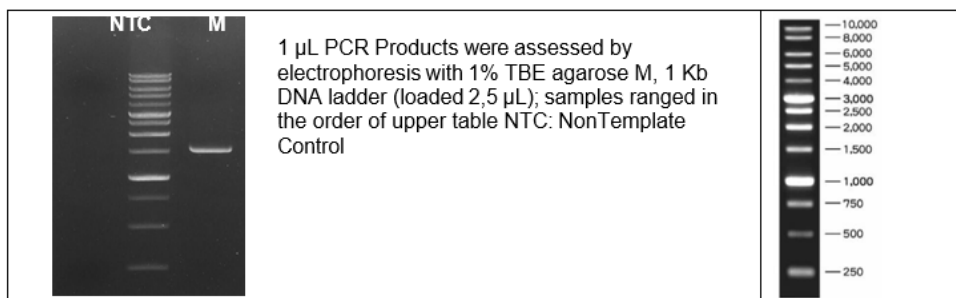 NTC M
1 µL PCR Products were assessed by
electrophoresis with 1% TBE agarose M, 1 Kb
DNA ladder (loaded 2,5 µL); samples ranged in
the order of upper table NTC: NonTemplate
Control
10,000
8,000
6,000
5,000
4,000
3,000
2,500
2,000
1,500
1,000
750
500
250